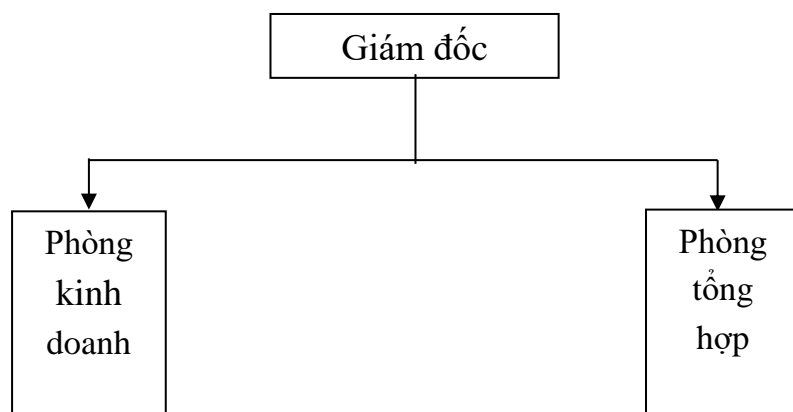 Giám đốc
Phòng
kinh
doanh
Phòng
tổng
hợp